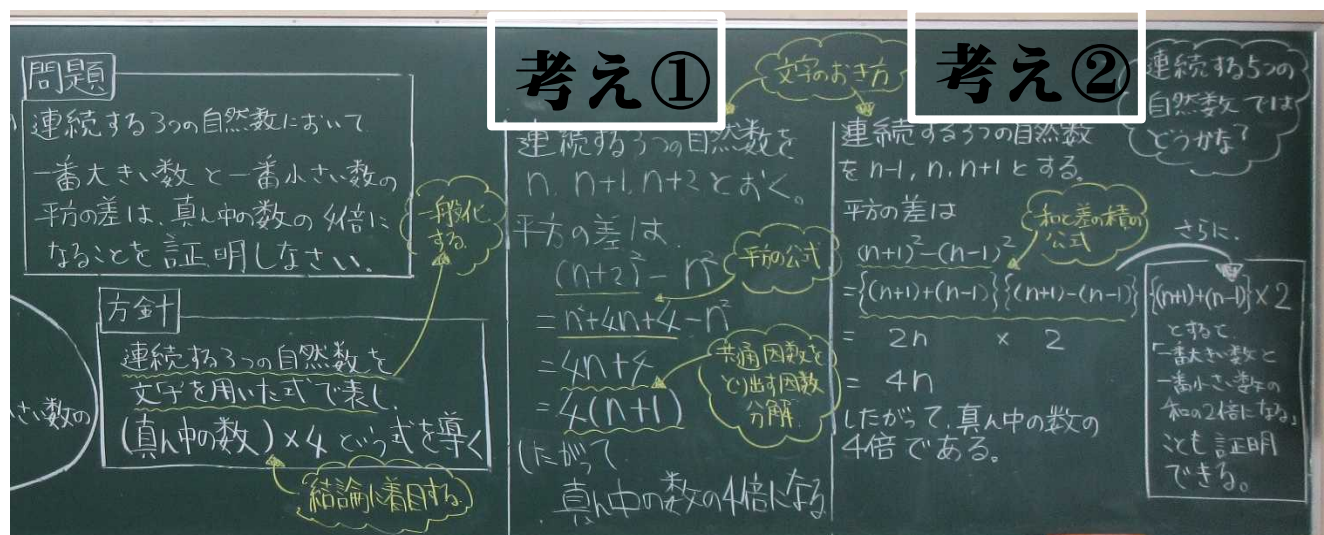 問題
連続する3つの自然数において
一番大きい数と一番小さい数の
平方の差は、真ん中の数の4倍に
なることを証明しなさい。
一般化
する
方針
連続する3つの自然数を
文字を用いた式で表し、
(真ん中の数)×4という式を導く
結論に着目する
さい数の
考え①
連続する3つの自然数を
n, n+1, n+2とおく。
平方の差は、
(n+2)²-n²
=n²+4n+4-n²
=4n+4
=4(n+1)
したがって
真ん中の数の4倍になる
平方の公式
共通因数を
とり出す因数
分解
文字のおき方
考え②
連続する3つの自然数
をn-1, n, n+1とする。
平方の差は
(n+1)²-(n-1)²
={(n+1)+(n-1)}{(n+1)-(n-1)}
= 2n × 2
= 4n
したがって、真ん中の数の
4倍である。
和と差の積の
公式
連続する5つの
自然数では
どうかな?
さらに、
{(n+1)+(n-1)}×2
とすると
「一番大きい数と
一番小さい数の
和の2倍になる」
ことも証明
できる。